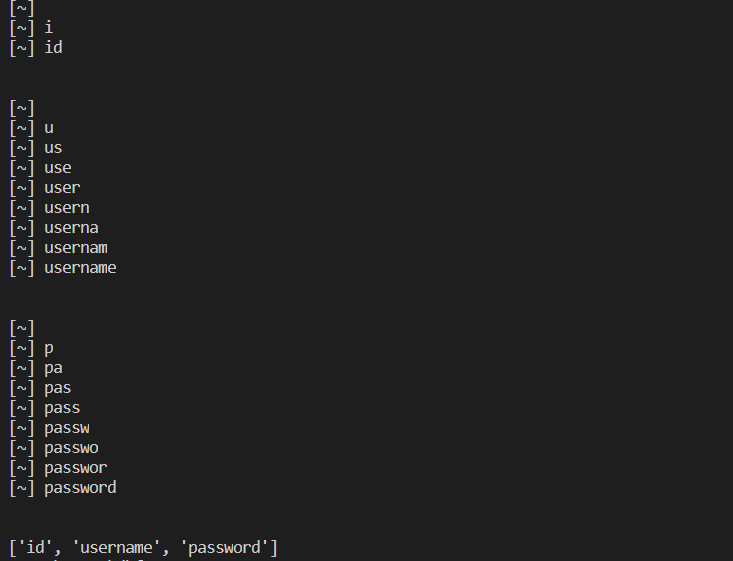 [~]
[~] i
[~] id
[~]
[~] u
[~] us
[~] use
[~] user
[~] usern
[~] userna
[~] usernam
[~] username
[~]
[~] p
[~] pa
[~] pas
[~] pass
[~] passw
[~] passwo
[~] passwor
[~] password
['id', 'username', 'password']